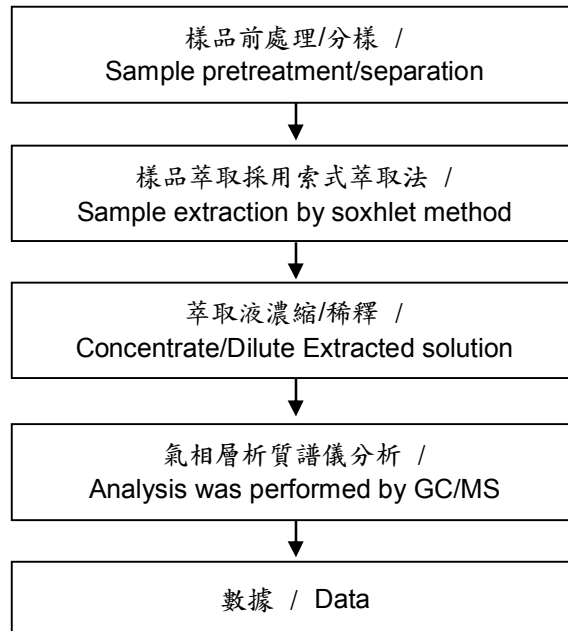 樣品前處理/分樣 /
Sample pretreatment/separation
樣品萃取採用索式萃取法 /
Sample extraction by soxhlet method
萃取液濃縮/稀釋 /
Concentrate/Dilute Extracted solution
氣相層析質譜儀分析 /
Analysis was performed by GC/MS
數據 / Data